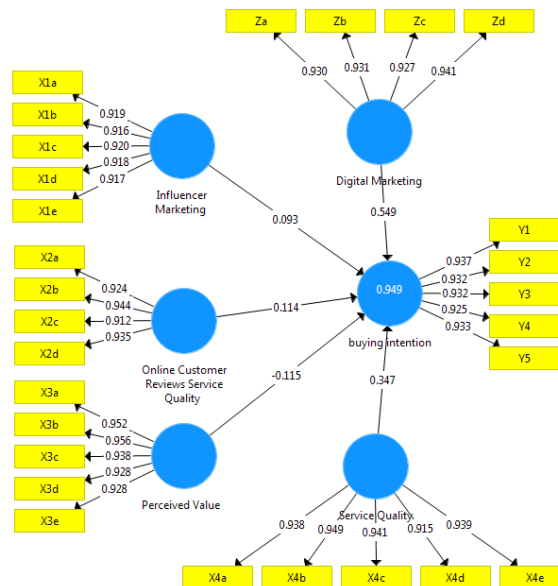 Za
Zb
Zc
Zd
0.930
0.931
0.927
0.941
Digital Marketing
0.549
X1a
X1b
X1c
X1d
X1e
0.919
0.916
0.920
0.918
0.917
Influencer
Marketing
0.093
X2a
X2b
X2c
X2d
0.924
0.944
0.912
0.935
Online Customer
Reviews Service
Quality
0.114
X3a
X3b
X3c
X3d
X3e
0.952
0.956
0.938
0.928
0.928
Perceived Value
-0.115
0.949
buying intention
Y1
Y2
Y3
Y4
Y5
0.937
0.932
0.932
0.925
0.933
0.347
Service Quality
0.938
0.949
0.941
0.915
0.939
X4a
X4b
X4c
X4d
X4e